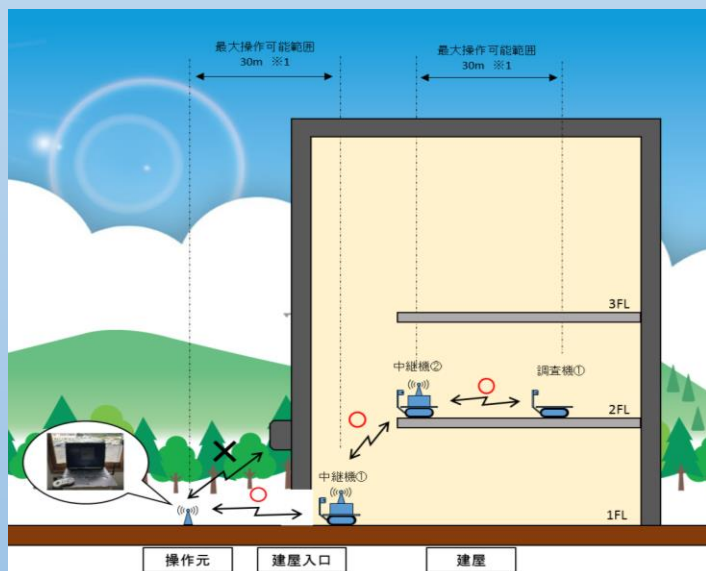 最大操作可能範囲
30m ※1
最大操作可能範囲
30m ※1
3FL
中継機②
調査機①
2FL
中継機①
1FL
操作元
建屋入口
建屋